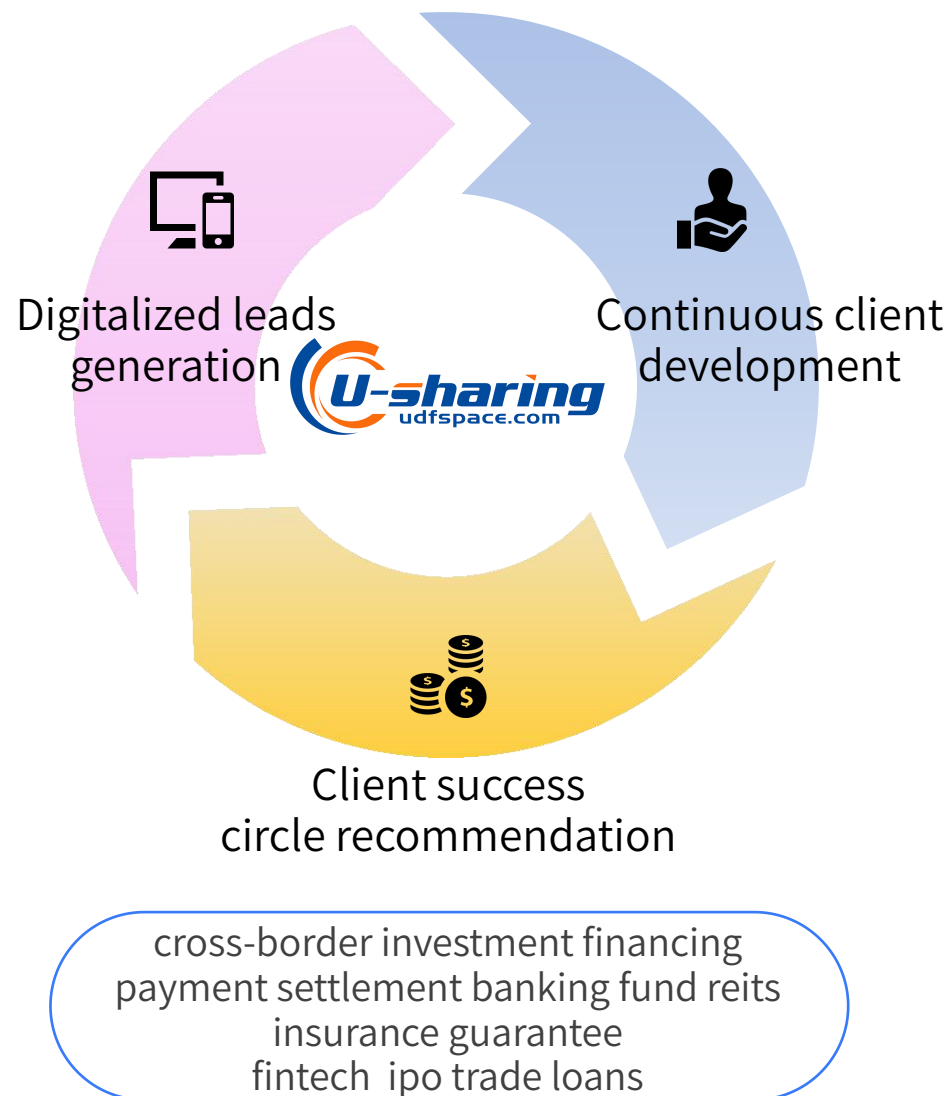 Digitalized leads
generation
Continuous client
development
U-sharing
udfspace.com
Client success
circle recommendation
cross-border investment financing
payment settlement banking fund reits
insurance guarantee
fintech ipo trade loans